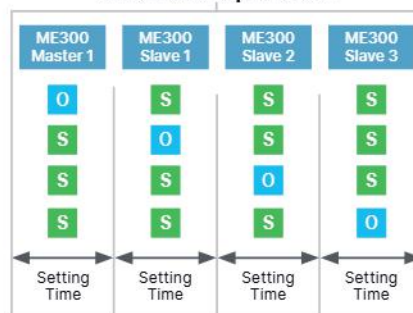 ME300 ME300 ME300 ME300
Master 1 Slave 1 Slave 2 Slave 3
O S S S
S O S S
S S O S
S S S O
Setting Setting Setting Setting
Time Time Time Time